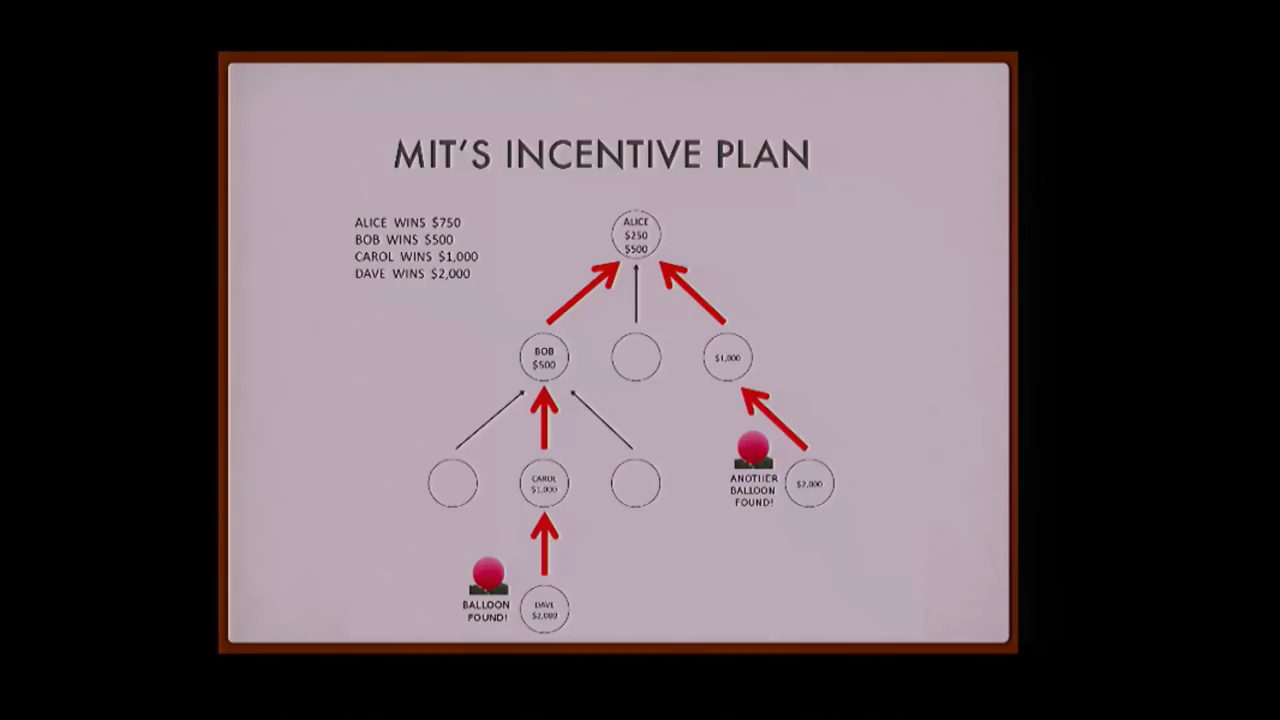 MIT'S INCENTIVE PLAN
ALICE WINS $750
BOB WINS $500
CAROL WINS $1,000
DAVE WINS $2,000
ALICE
$250
$500
BOB
$500
$1,000
CAROL
$1,000
ANOTHER
BALLOON
FOUND!
$2,000
BALLOON
FOUND!
DAVE
$2,000